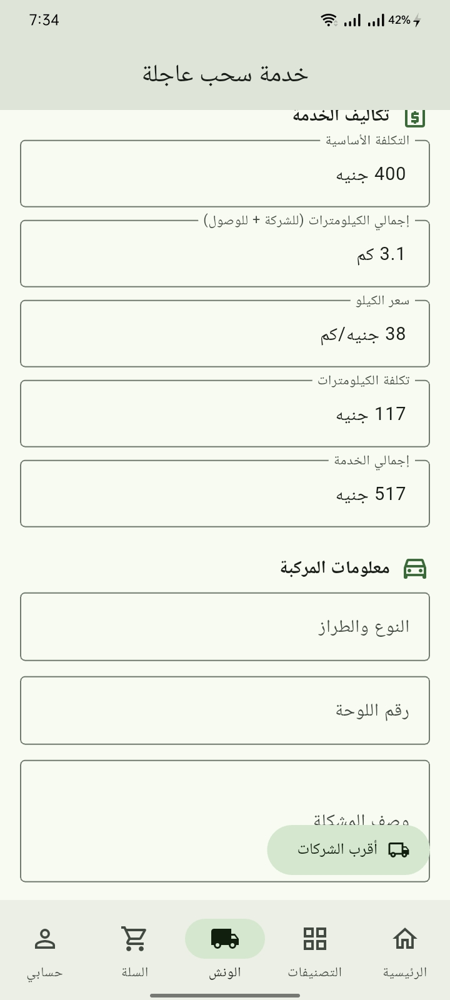 7:34
42%
خدمة سحب عاجلة
تكاليف الخدمة
التكلفة الأساسية
400 جنيه
إجمالي الكيلومترات (للشركة + للوصول)
3.1 كم
سعر الكيلو
38 جنيه/كم
تكلفة الكيلومترات
117 جنيه
إجمالي الخدمة
517 جنيه
معلومات المركبة
النوع والطراز
رقم اللوحة
وصف المشكلة
أقرب الشركات
الرئيسية
التصنيفات
الونش
السلة
حسابي